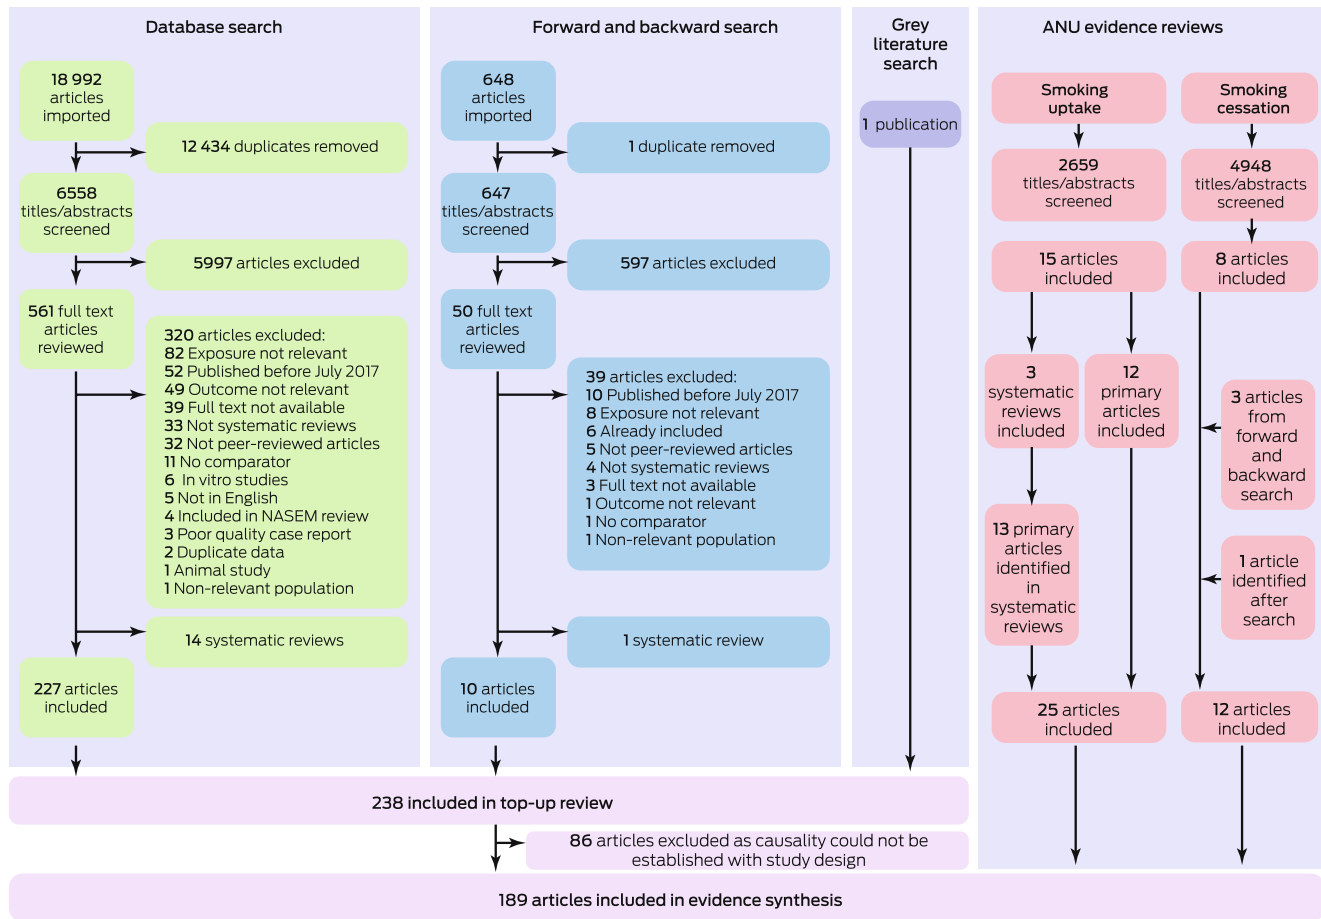 Database search
18 992
articles
imported
12 434 duplicates removed
6558
titles/abstracts
screened
5997 articles excluded
561 full text
articles
reviewed
320 articles excluded:
82 Exposure not relevant
52 Published before July 2017
49 Outcome not relevant
39 Full text not available
33 Not systematic reviews
32 Not peer-reviewed articles
11 No comparator
6 In vitro studies
5 Not in English
4 Included in NASEM review
3 Poor quality case report
2 Duplicate data
1 Animal study
1 Non-relevant population
14 systematic reviews
227 articles
included
Forward and backward search
648
articles
imported
1 duplicate removed
647
titles/abstracts
screened
597 articles excluded
50 full text
articles
reviewed
39 articles excluded:
10 Published before July 2017
8 Exposure not relevant
6 Already included
5 Not peer-reviewed articles
4 Not systematic reviews
3 Full text not available
1 Outcome not relevant
1 No comparator
1 Non-relevant population
1 systematic review
10 articles
included
Grey
literature
search
1 publication
ANU evidence reviews
Smoking
uptake
2659
titles/abstracts
screened
15 articles
included
3
systematic
reviews
included
12
primary
articles
included
13 primary
articles
identified
in
systematic
reviews
25 articles
included
Smoking
cessation
4948
titles/abstracts
screened
8 articles
included
3 articles
from
forward
and
backward
search
1 article
identified
after
search
12 articles
included
238 included in top-up review
86 articles excluded as causality could not be
established with study design
189 articles included in evidence synthesis